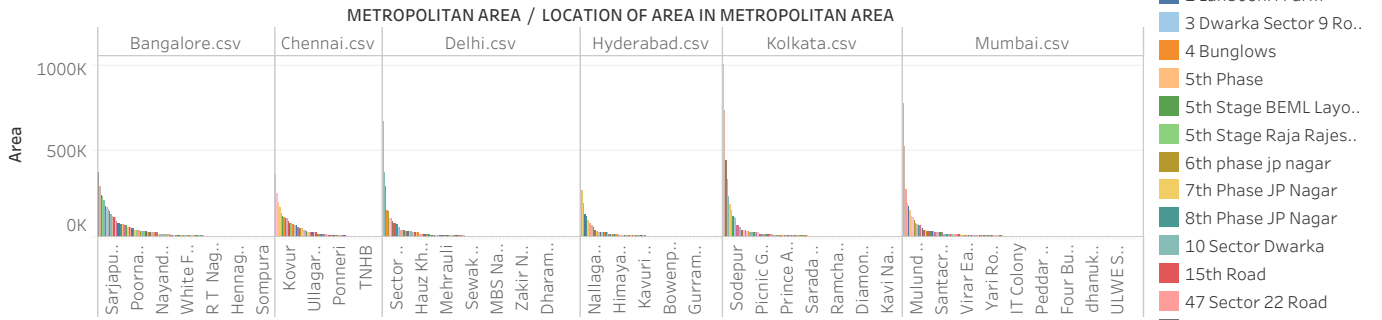 METROPOLITAN AREA / LOCATION OF AREA IN METROPOLITAN AREA
Bangalore.csv Chennai.csv Delhi.csv Hyderabad.csv Kolkata.csv Mumbai.csv
Area
1000K
500K
0K
Sarjapu..
Poorna..
Nayand..
White F..
R T Nag..
Hennag..
Sompura
Kovur
Ullagar..
Ponneri
TNHB
Sector ..
Hauz Kh..
Mehrauli
Sewak..
MBS Na..
Zakir N..
Dharam..
Nallaga..
Himaya..
Kavuri ..
Bowenp..
Gurram..
Sodepur
Picnic G..
Prince A..
Sarada ..
Ramcha..
Diamon..
Kavi Na..
Mulund ..
Santacr..
Virar Ea..
Yari Ro..
IT Colony
Peddar ..
Four Bu..
dhanuk..
ULWE S..
3 Dwarka Sector 9 Ro..
4 Bunglows
5th Phase
5th Stage BEML Layo..
5th Stage Raja Rajes..
6th phase jp nagar
7th Phase JP Nagar
8th Phase JP Nagar
10 Sector Dwarka
15th Road
47 Sector 22 Road